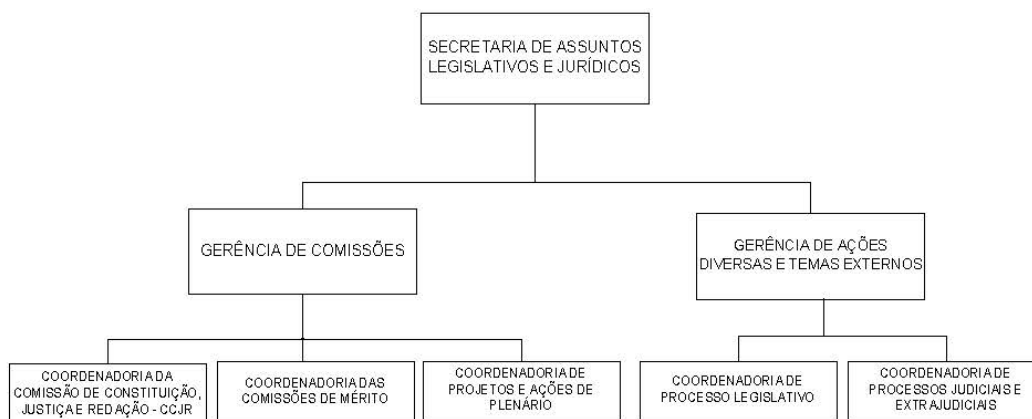 SECRETARIA DE ASSUNTOS
LEGISLATIVOS E JURÍDICOS
GERÊNCIA DE COMISSÕES
GERÊNCIA DE AÇÕES
DIVERSAS E TEMAS EXTERNOS
COORDENADORIA DA
COMISSÃO DE CONSTITUIÇÃO,
JUSTIÇA E REDAÇÃO - CCJR
COORDENADORIA DAS
COMISSÕES DE MÉRITO
COORDENADORIA DE
PROJETOS E AÇÕES DE
PLENÁRIO
COORDENADORIA DE
PROCESSO LEGISLATIVO
COORDENADORIA DE
PROCESSOS JUDICIAIS E
EXTRAJUDICIAIS